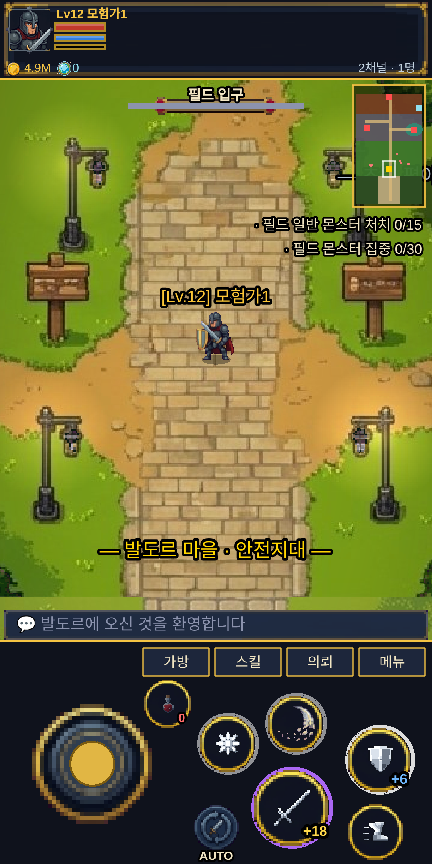 Lv12 모험가1
4.9M 0
2채널 · 1명
필드 입구
· 필드 일반 몬스터 처치 0/15
· 필드 몬스터 집중 0/30
[Lv.12] 모험가1
— 발도르 마을 · 안전지대 —
발도르에 오신 것을 환영합니다
가방 스킬 의뢰 메뉴
0
+6
+18
AUTO